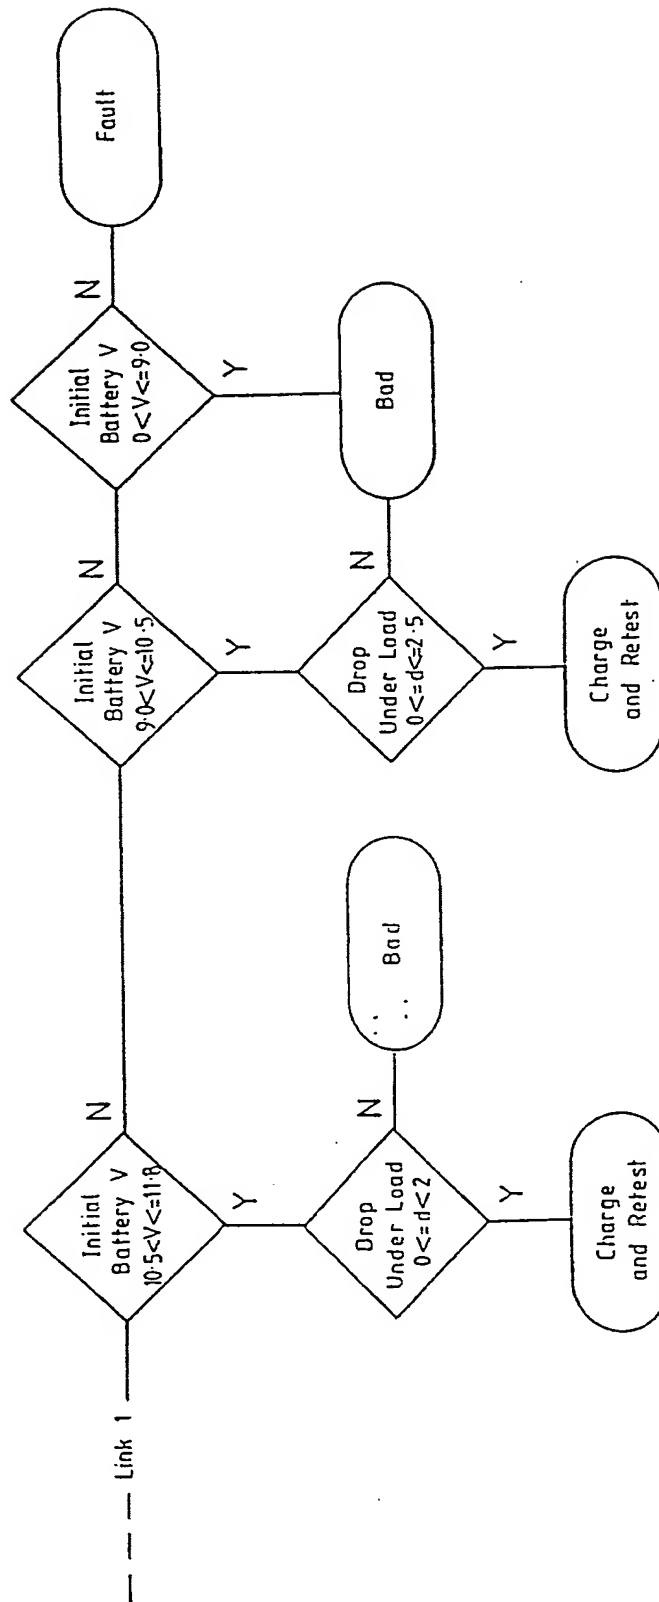 Link 1
Initial
Battery V
10·5<V<=11·8
N
Y
Drop
Under Load
0<=d<2
N
Bad
Y
Charge
and Retest
Initial
Battery V
9·0<V<=10·5
N
Y
Drop
Under Load
0<=d<=2·5
N
Bad
Y
Charge
and Retest
Initial
Battery V
0<V<=9·0
N
Y
Fault